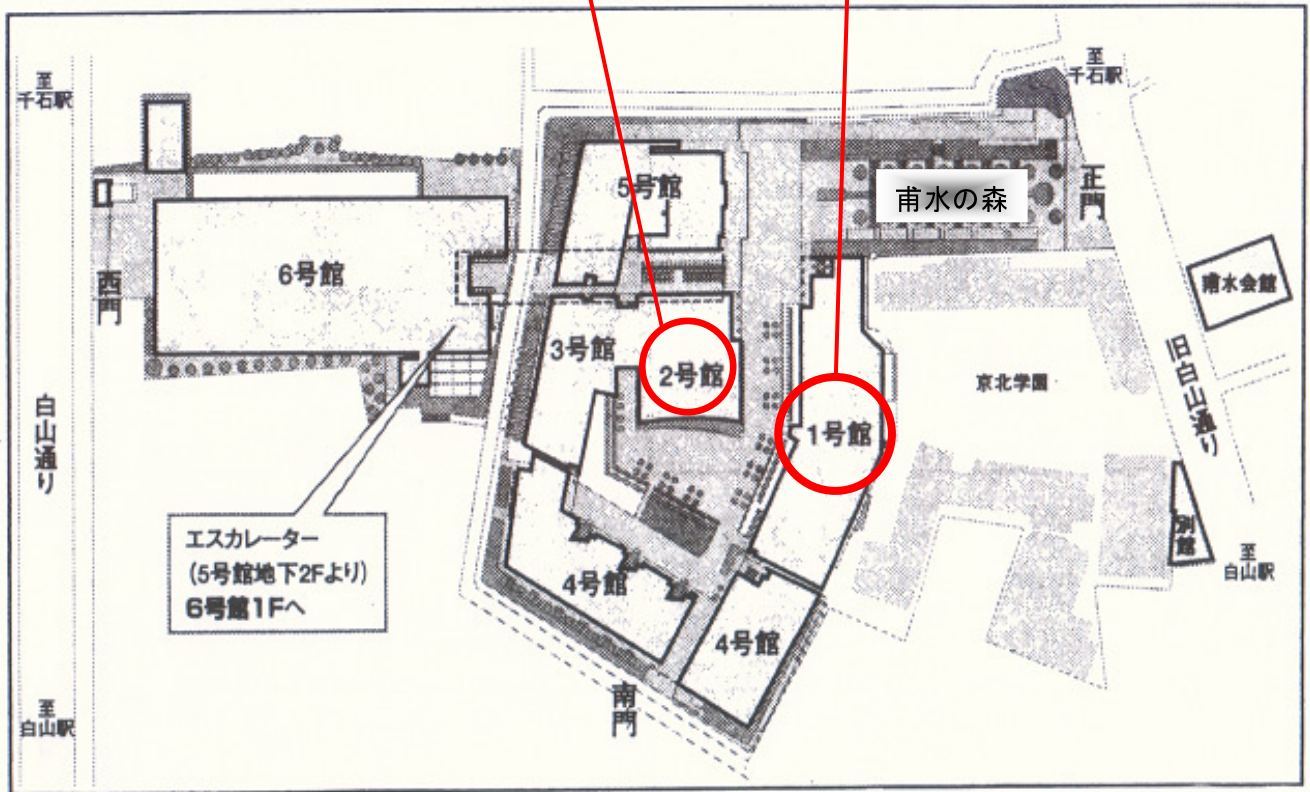 至
千石駅
至
千石駅
5号館
甫水の森
正門
6号館
西門
甫水会館
3号館
2号館
旧白山通り
京北学園
白山通り
1号館
エスカレーター
(5号館地下2Fより)
6号館1Fへ
別館
至
白山駅
4号館
4号館
南門
至
白山駅